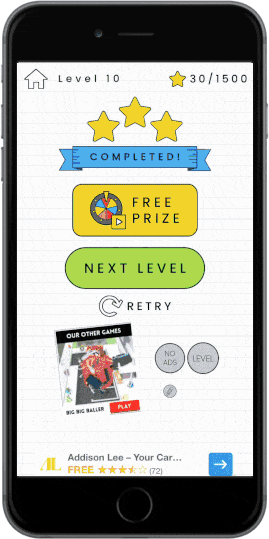 Level 10
30/1500
COMPLETED!
FREE
PRIZE
NEXT LEVEL
RETRY
OUR OTHER GAMES
BIG BIG BALLER
PLAY
NO
ADS
LEVEL
AL
Addison Lee – Your Car...
FREE
(72)